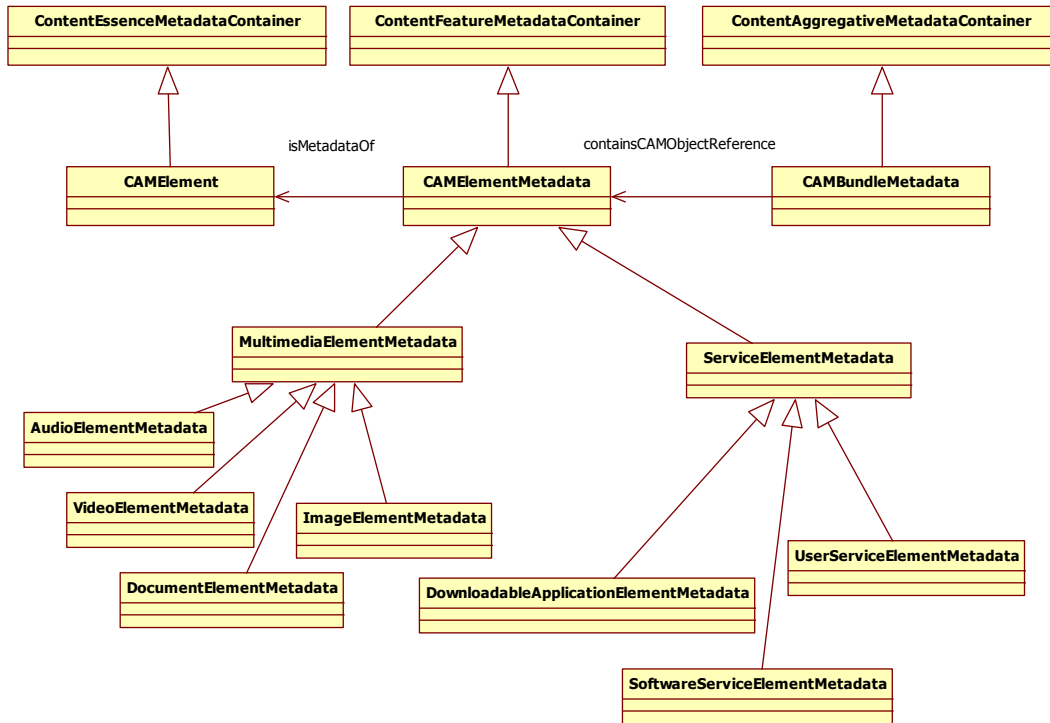 ContentEssenceMetadataContainer
ContentFeatureMetadataContainer
ContentAggregativeMetadataContainer
isMetadataOf
containsCAMObjectReference
CAMElement
CAMElementMetadata
CAMBundleMetadata
MultimediaElementMetadata
ServiceElementMetadata
AudioElementMetadata
VideoElementMetadata
ImageElementMetadata
UserServiceElementMetadata
DocumentElementMetadata
DownloadableApplicationElementMetadata
SoftwareServiceElementMetadata